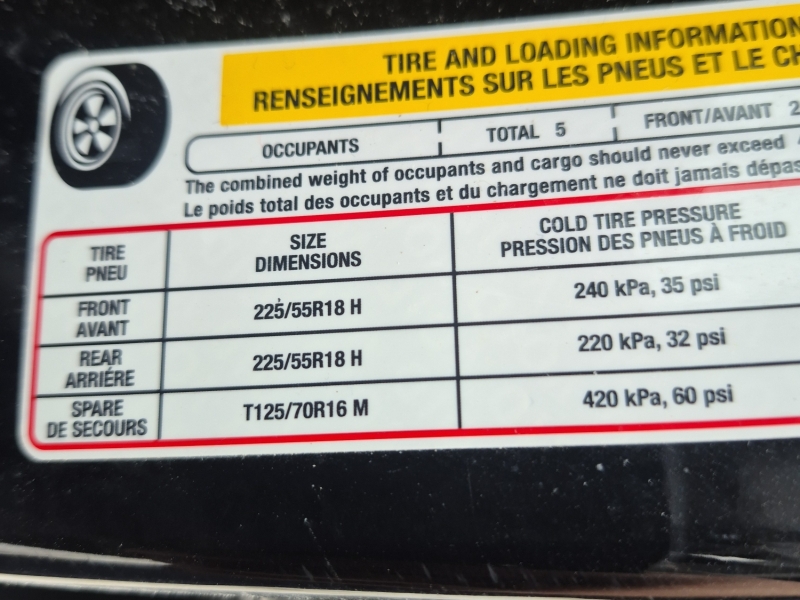 TIRE AND LOADING INFORMATION
RENSEIGNEMENTS SUR LES PNEUS ET LE
OCCUPANTS TOTAL 5 FRONT/AVANT 2
The combined weight of occupants and cargo should never exceed
Le poids total des occupants et du chargement ne doit jamais
TIRE
PNEU
SIZE
DIMENSIONS
COLD TIRE PRESSURE
PRESSION DES PNEUS À FROID
FRONT
AVANT
225/55R18 H
240 kPa, 35 psi
REAR
ARRIÉRE
225/55R18 H
220 kPa, 32 psi
SPARE
DE SECOURS
T125/70R16 M
420 kPa, 60 psi